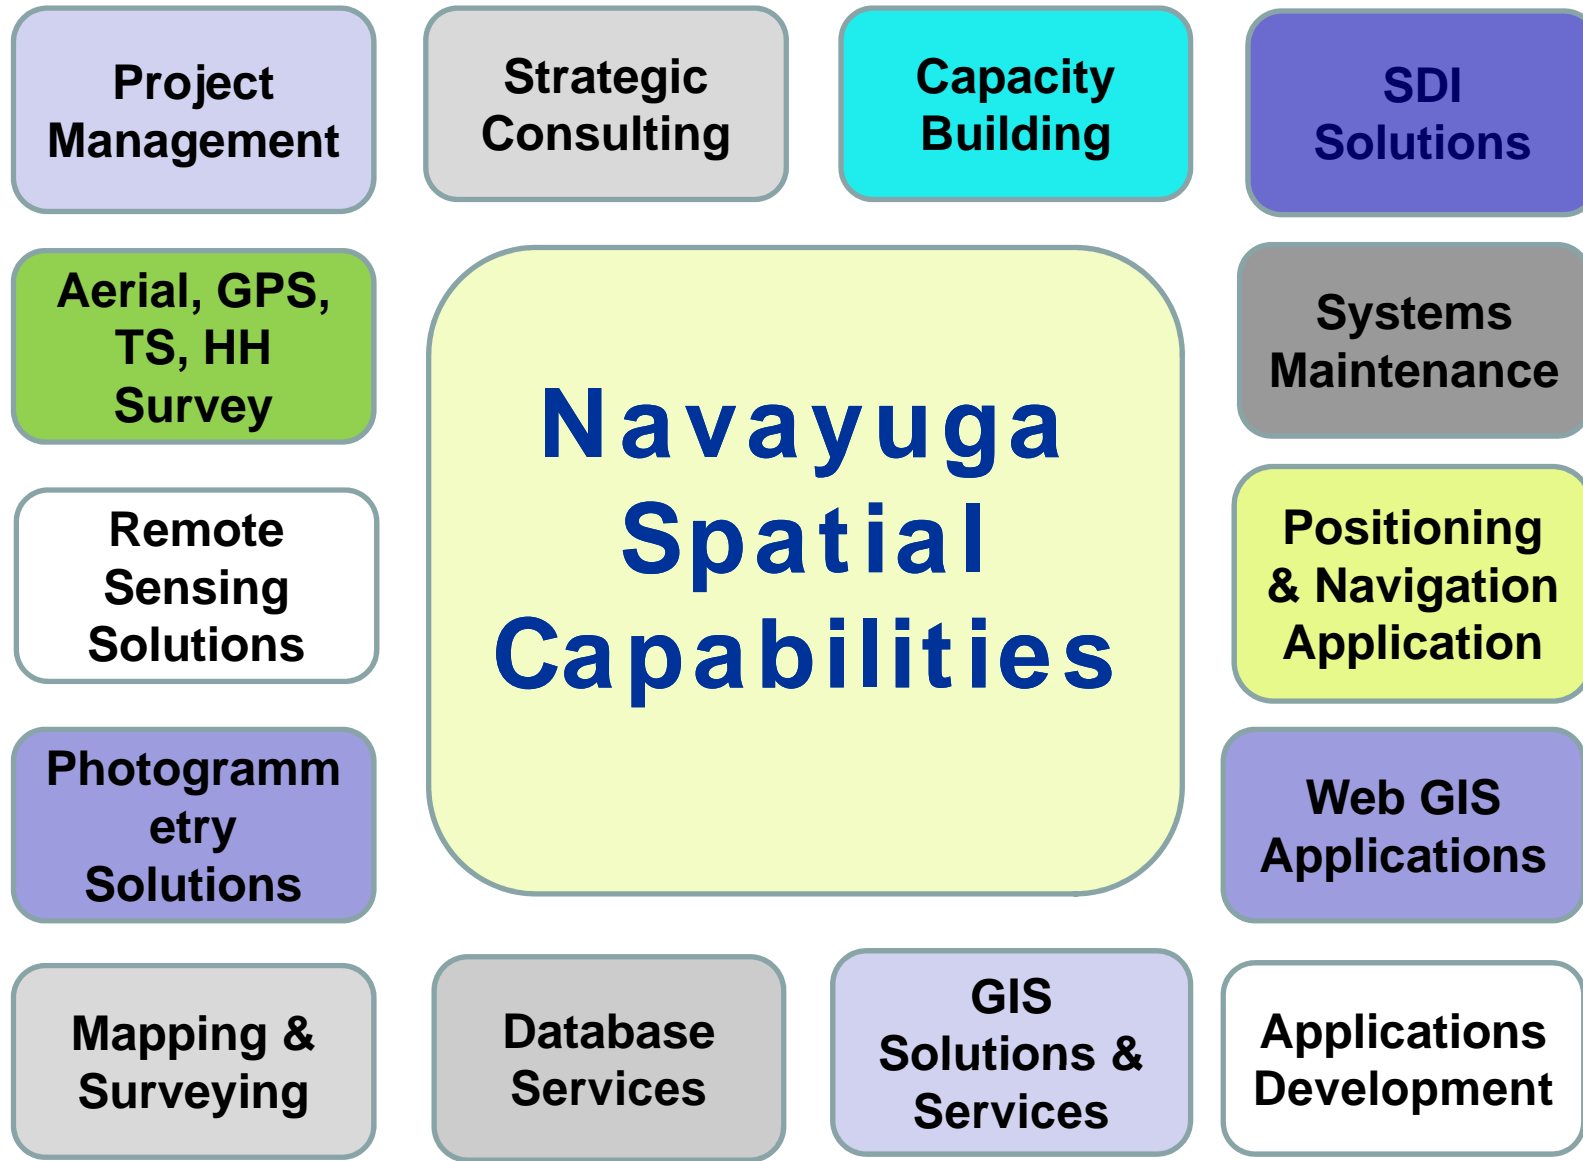 Project
Management
Strategic
Consulting
Capacity
Building
SDI
Solutions
Aerial, GPS,
TS, HH
Survey
Navayuga
Spatial
Capabilities
Systems
Maintenance
Remote
Sensing
Solutions
Positioning
& Navigation
Application
Photogramm
etry
Solutions
Web GIS
Applications
Mapping &
Surveying
Database
Services
GIS
Solutions &
Services
Applications
Development